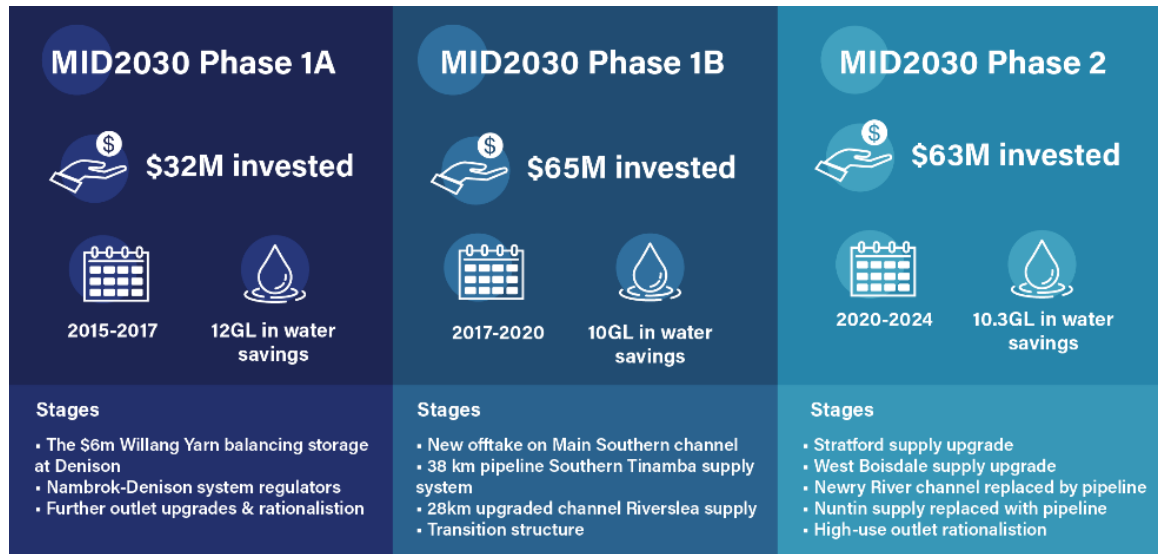 MID2030 Phase 1A
$
$32M invested
2015-2017
12GL in water
savings
Stages
▪ The $6m Willang Yarn balancing storage
at Denison
▪ Nambrok-Denison system regulators
▪ Further outlet upgrades & rationalistion
MID2030 Phase 1B
$
$65M invested
2017-2020
10GL in water
savings
Stages
▪ New offtake on Main Southern channel
▪ 38 km pipeline Southern Tinamba supply
system
▪ 28km upgraded channel Riverslea supply
▪ Transition structure
MID2030 Phase 2
$
$63M invested
2020-2024
10.3GL in water
savings
Stages
▪ Stratford supply upgrade
▪ West Boisdale supply upgrade
▪ Newry River channel replaced by pipeline
▪ Nuntin supply replaced with pipeline
▪ High-use outlet rationalistion